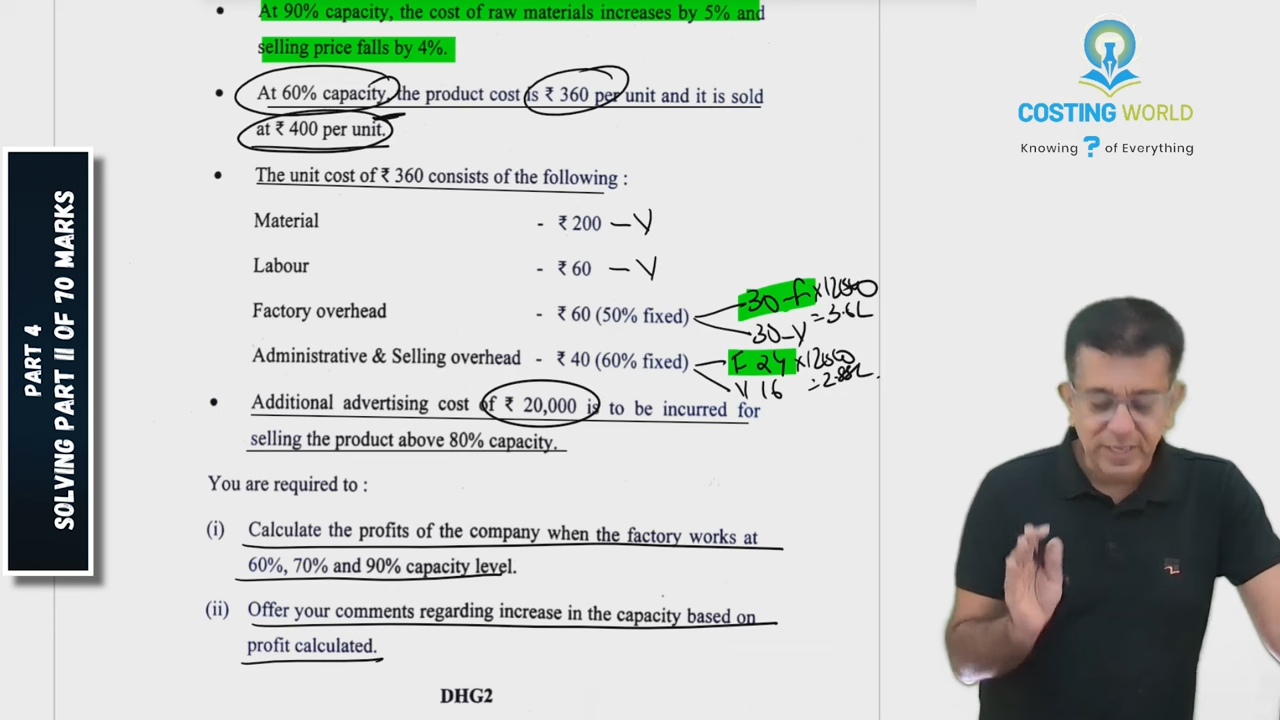 • At 90% capacity, the cost of raw materials increases by 5% and
selling price falls by 4%.
• At 60% capacity, the product cost is ₹ 360 per unit and it is sold
at ₹ 400 per unit.
• The unit cost of ₹ 360 consists of the following :
Material - ₹ 200 — V
Labour - ₹ 60 — V
Factory overhead - ₹ 60 (50% fixed)
30 - F × 12000
= 3.6L
30 - V
Administrative & Selling overhead - ₹ 40 (60% fixed)
F 24 × 12000
= 2.88L
V 16
• Additional advertising cost of ₹ 20,000 is to be incurred for
selling the product above 80% capacity.
You are required to :
(i) Calculate the profits of the company when the factory works at
60%, 70% and 90% capacity level.
(ii) Offer your comments regarding increase in the capacity based on
profit calculated.
DHG2
PART 4
SOLVING PART II OF 70 MARKS
COSTING WORLD
Knowing ? of Everything